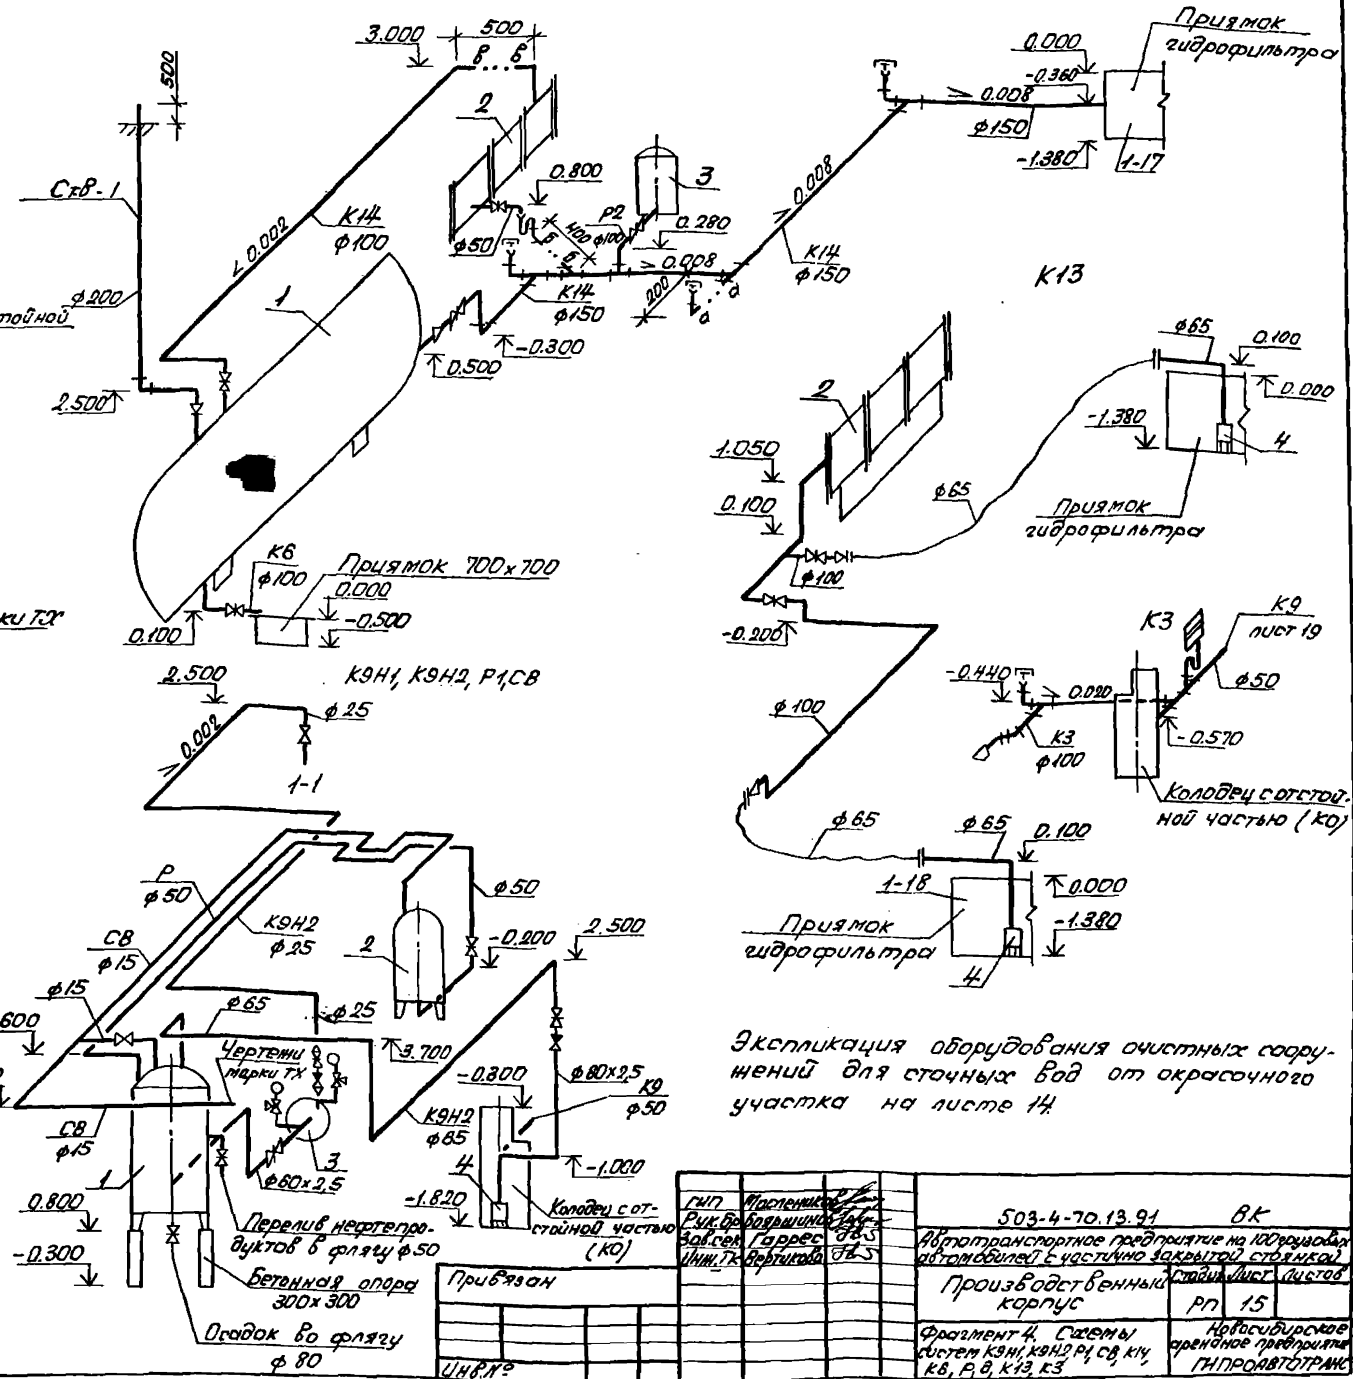 500
3.000
500
в ... в
2
Ст.В-1
К14
ф100
0.002
1
ф200
2.500
ф50
0.800
400
б
б
Р2
ф100
3
0.280
0.008
200
а
а
К14
ф150
-0.300
0.500
К6
ф100
Приямок 700х700
0.000
-0.500
0.100
ки ТХ
0.008
К14
ф150
0.008
ф150
0.000
-0.360
-1.380
1-17
Приямок
гидрофильтра
К13
2
1.050
0.100
ф100
-0.200
ф65
ф65
0.100
0.000
-1.380
4
Приямок
гидрофильтра
ф100
ф65
ф65
0.100
1-18
0.000
-1.380
4
Приямок
гидрофильтра
К3
К9
лист 19
ф50
-0.440
0.020
К3
ф100
-0.570
Колодец с отстой-
ной частью (КО)
К9Н1, К9Н2, Р1, СВ
2.500
ф25
0.002
1-1
Р
ф50
К9Н2
ф25
СВ
ф15
ф15
ф65
ф25
ф50
2
-0.200
2.500
3.700
600
Чертежи
марки ТХ
СВ
ф15
1
3
ф60х2,5
К9Н2
ф65
ф60х2,5
К9
ф50
-0.800
-1.000
4
-1.820
Колодец с от-
стойной частью
(КО)
0.800
-0.300
Перелив нефтепро-
дуктов в флягу ф50
Бетонная опора
300х300
Осадок во флягу
ф80
Экспликация оборудования очистных соору-
жений для сточных вод от окрасочного
участка на листе 14
Привязан
Инв.№
ГИП
Рук.бр
Зав.сек Гаррес
Инж.IК Вертикова
503-4-70.13.91 ВК
Автотранспортное предприятие на 100 грузовых
автомобилей с частично закрытой стоянкой
Производственный
корпус
Стадия Лист Листов
РП 15
Фрагмент 4. Схемы
систем К9Н1, К9Н2, Р1, СВ, К14,
К6, Р, В, К13, К3
Новосибирское
арендное предприятие
ГИПРОАВТОТРАНС